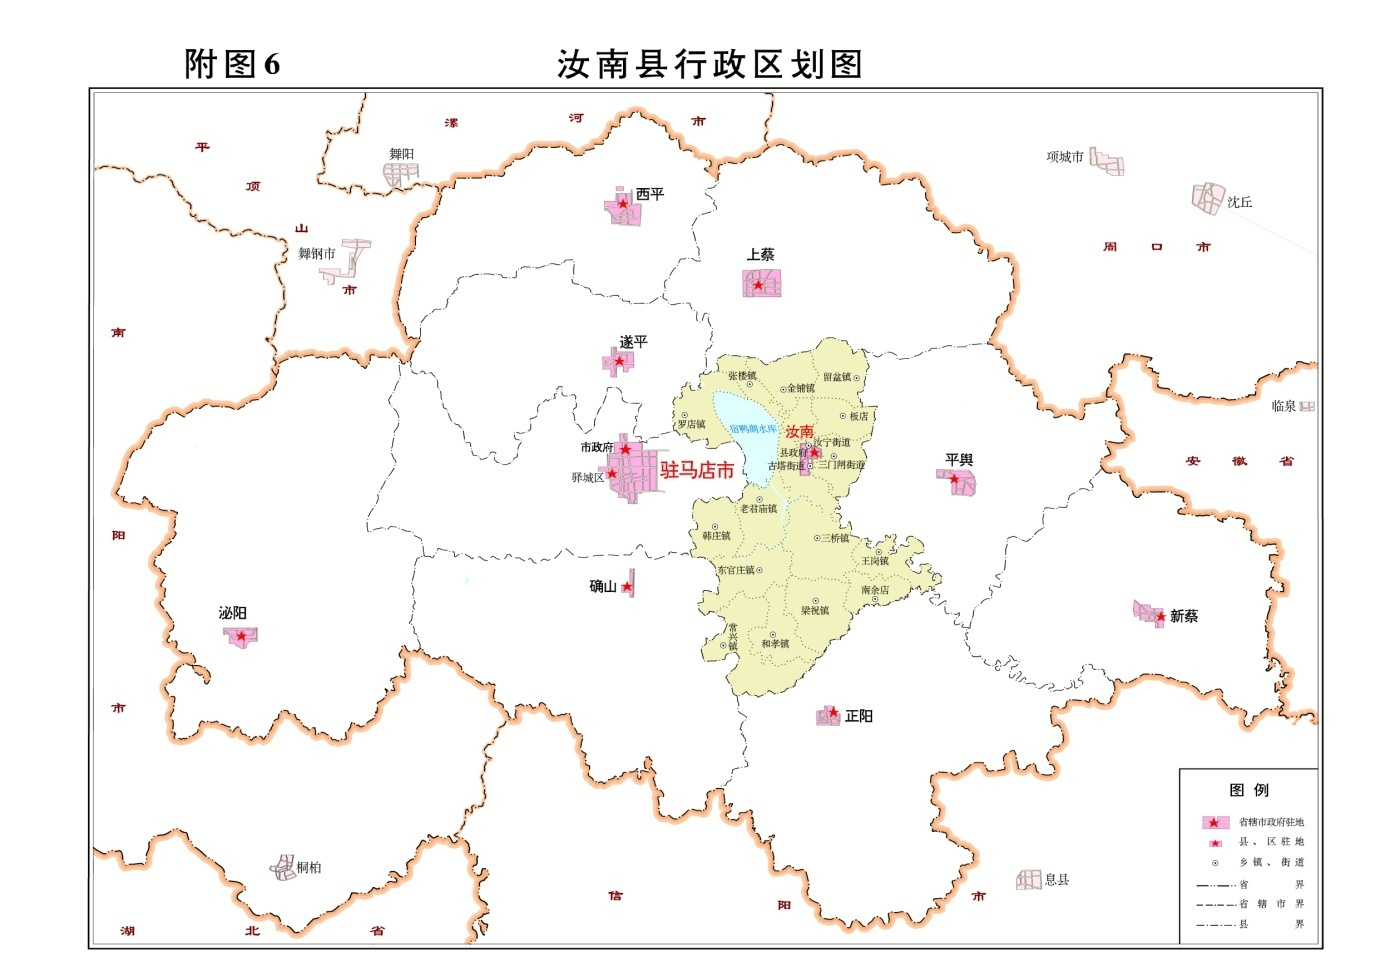 附图6
汝南县行政区划图
漯河市
平顶山市
舞阳
项城市
西平
沈丘
舞钢市
周口市
上蔡
南阳市
遂平
张楼镇
金铺镇
留盆镇
临泉
罗店镇
板店
宿鸭湖水库
汝南
汝宁街道
市政府
县政府
驿城区
驻马店市
古塔街道
三门闸街道
平舆
安徽省
老君庙镇
韩庄镇
三桥镇
王岗镇
东官庄镇
确山
南余店
梁祝镇
泌阳
新蔡
常兴镇
和孝镇
正阳
图例
省辖市政府驻地
县、区驻地
乡镇、街道
省界
省辖市界
县界
桐柏
息县
信阳市
湖北省